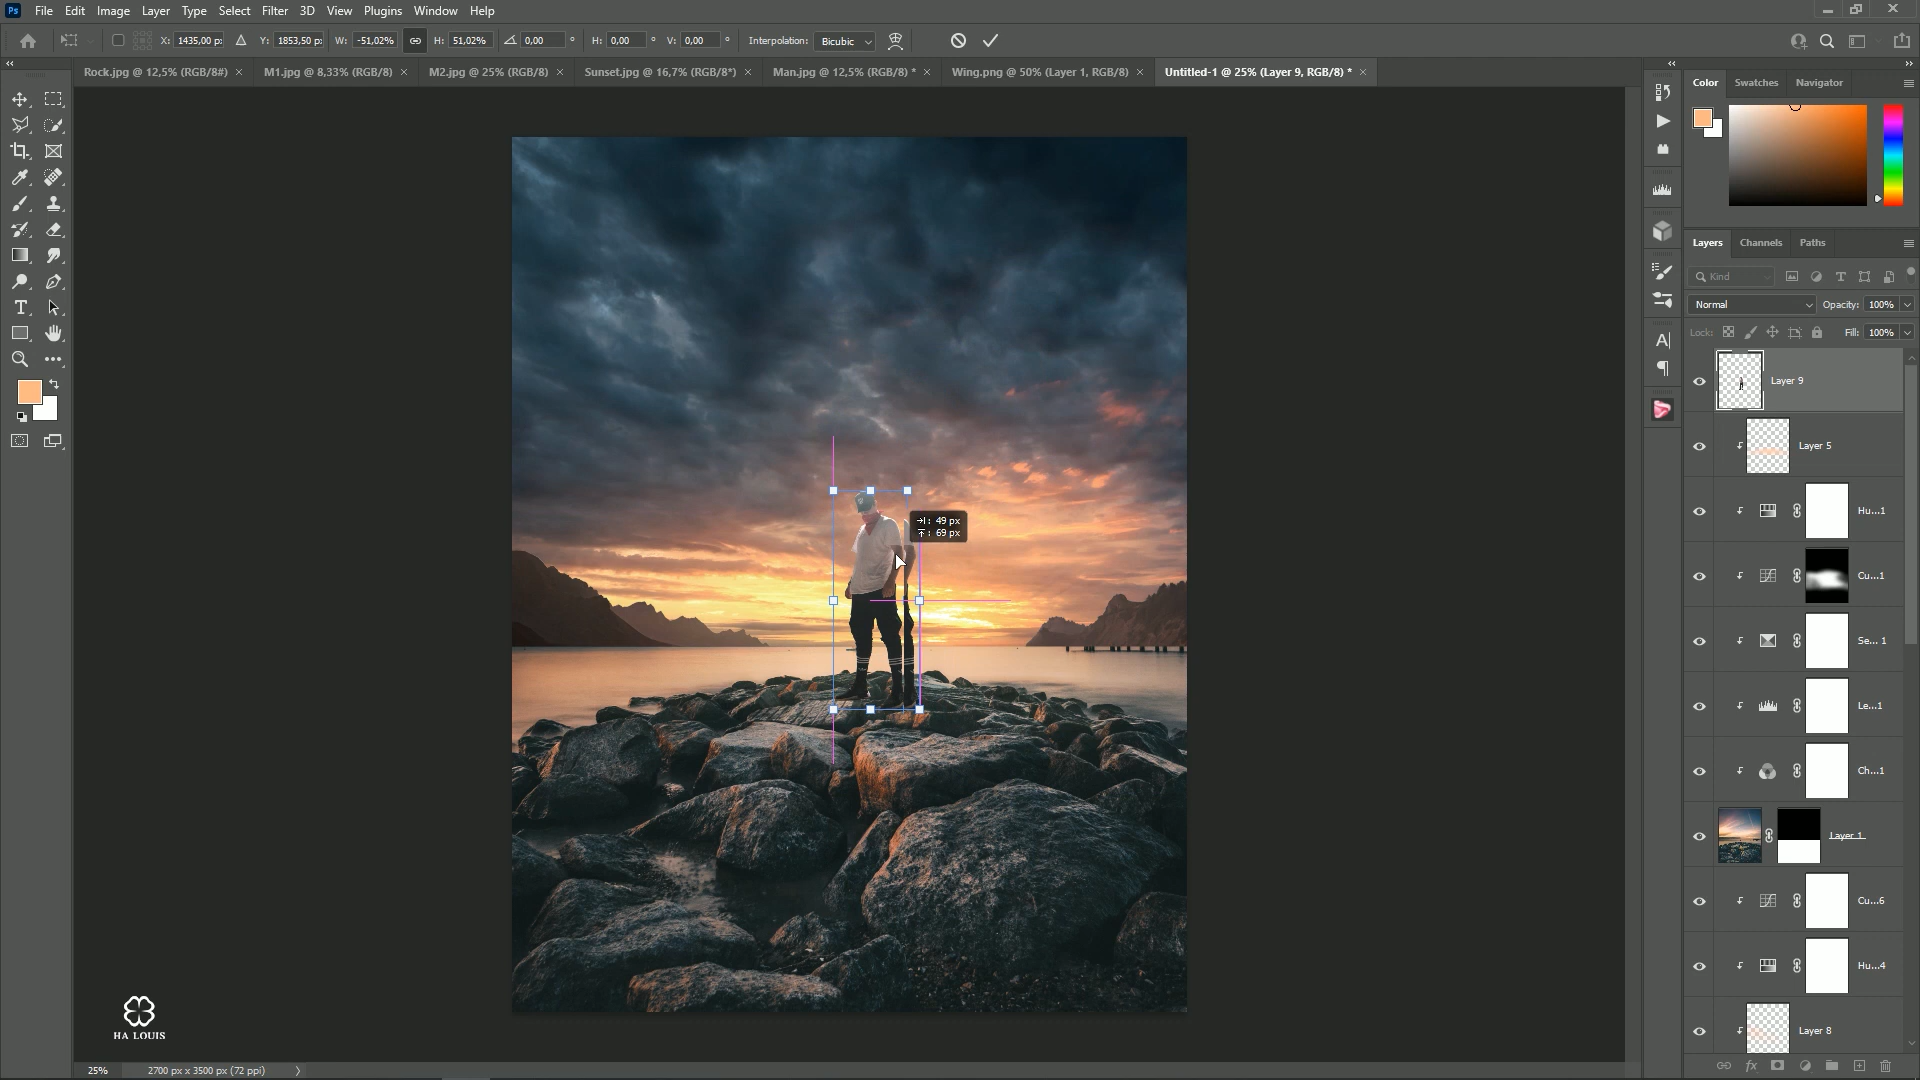 Ps File Edit Image Layer Type Select Filter 3D View Plugins Window Help
X: 1435,00 px Y: 1853,50 px W: -51,02% H: 51,02% 0,00 ° H: 0,00 ° V: 0,00 ° Interpolation: Bicubic
Rock.jpg @ 12,5% (RGB/8#) × M1.jpg @ 8,33% (RGB/8) × M2.jpg @ 25% (RGB/8) × Sunset.jpg @ 16,7% (RGB/8*) × Man.jpg @ 12,5% (RGB/8) * × Wing.png @ 50% (Layer 1, RGB/8) × Untitled-1 @ 25% (Layer 9, RGB/8) * ×
Color Swatches Navigator
Layers Channels Paths
Kind
Normal Opacity: 100%
Lock: Fill: 100%
Layer 9
Layer 5
Hu...1
Cu...1
Se... 1
Le...1
Ch...1
Layer 1
Cu...6
Hu...4
Layer 8
49 px
69 px
HA LOUIS
25% 2700 px x 3500 px (72 ppi)